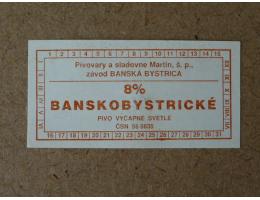 1 2 3 4 5 6 7 8 9 10 11 12 13 14 15
Pivovary a sladovne Martin, š. p.,
závod BANSKÁ BYSTRICA
8%
BANSKOBYSTRICKÉ
PIVO VÝČAPNÉ SVETLÉ
ČSN 56 6635
16 17 18 19 20 21 22 23 24 25 26 27 28 29 30 31